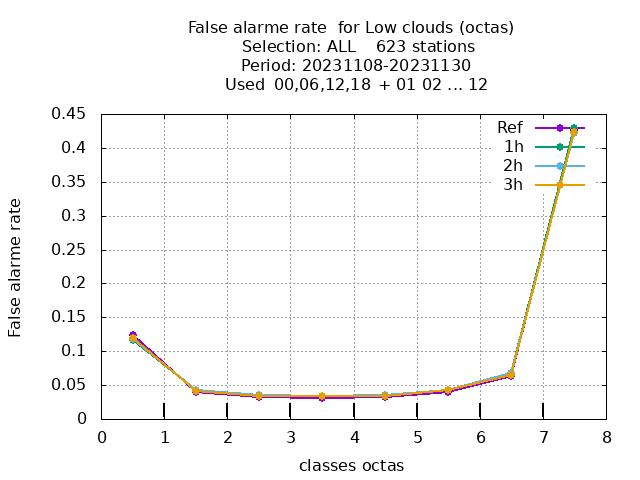 False alarme rate  for Low clouds (octas)
Selection: ALL    623 stations
Period: 20231108-20231130
Used  00,06,12,18  + 01 02 ... 12
Ref
1h
2h
3h
0.45
0.4
0.35
0.3
0.25
0.2
0.15
0.1
0.05
0
False alarme rate
0 1 2 3 4 5 6 7 8
classes octas